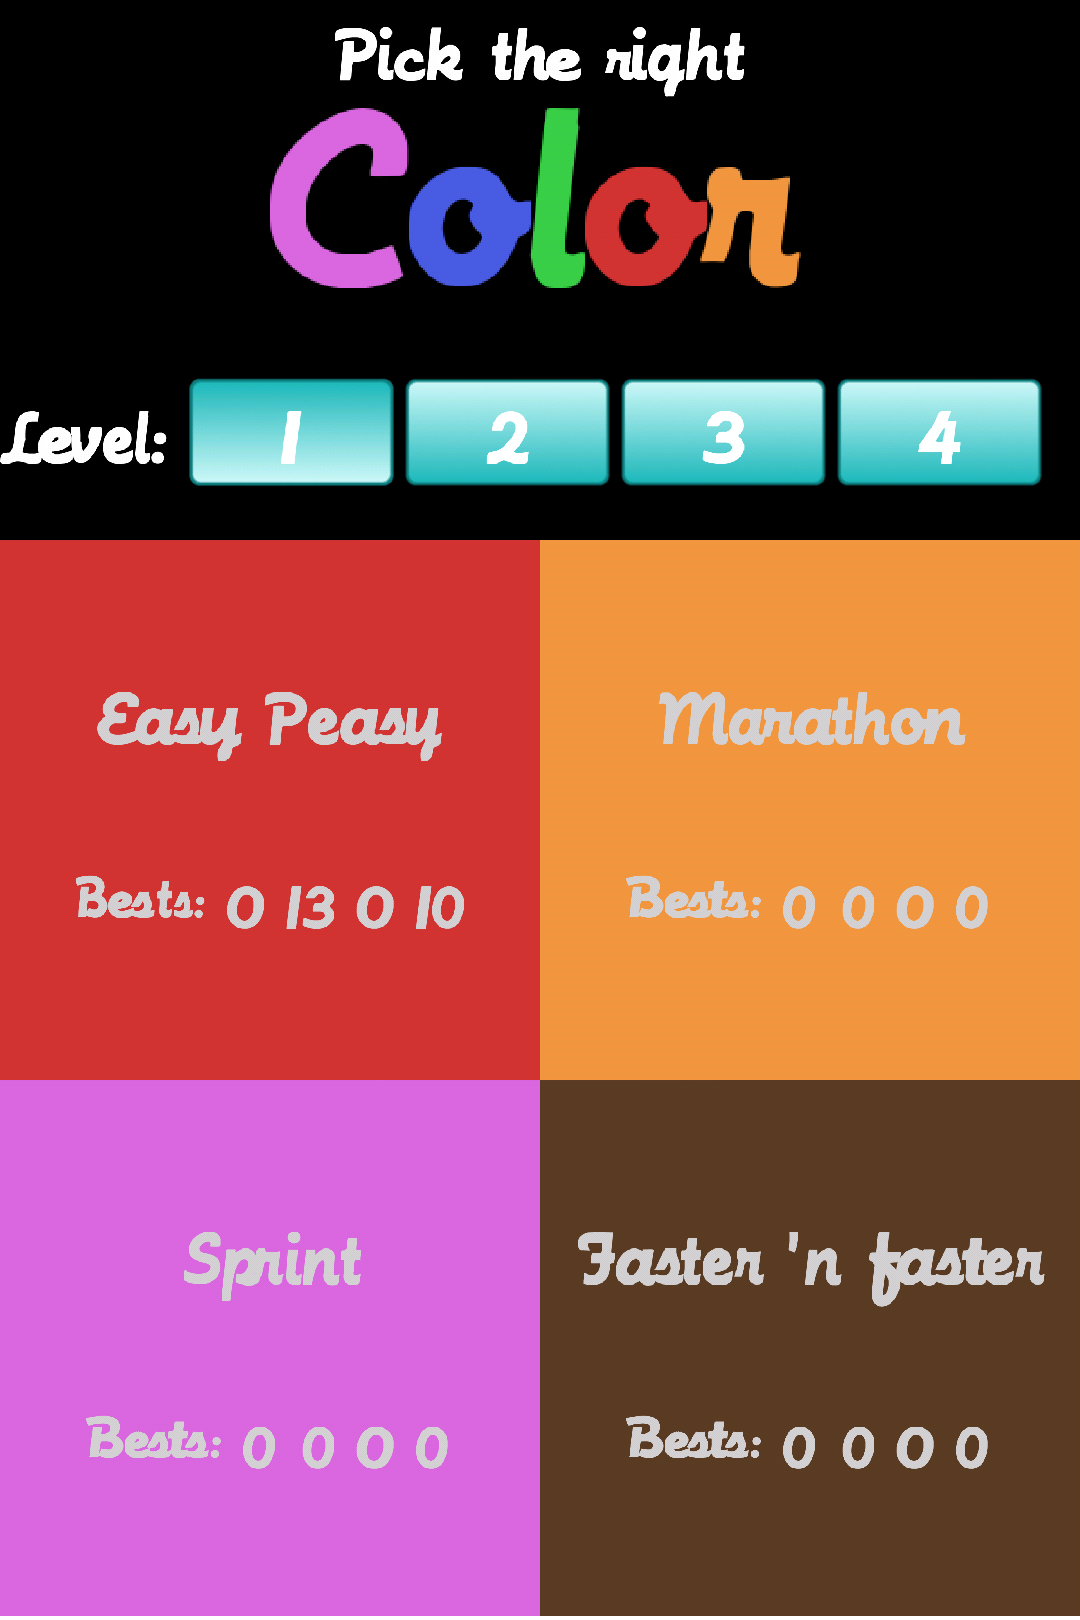 Pick the right
Color
Level: 1 2 3 4
Easy Peasy
Bests: 0 13 0 10
Marathon
Bests: 0 0 0 0
Sprint
Bests: 0 0 0 0
Faster 'n faster
Bests: 0 0 0 0